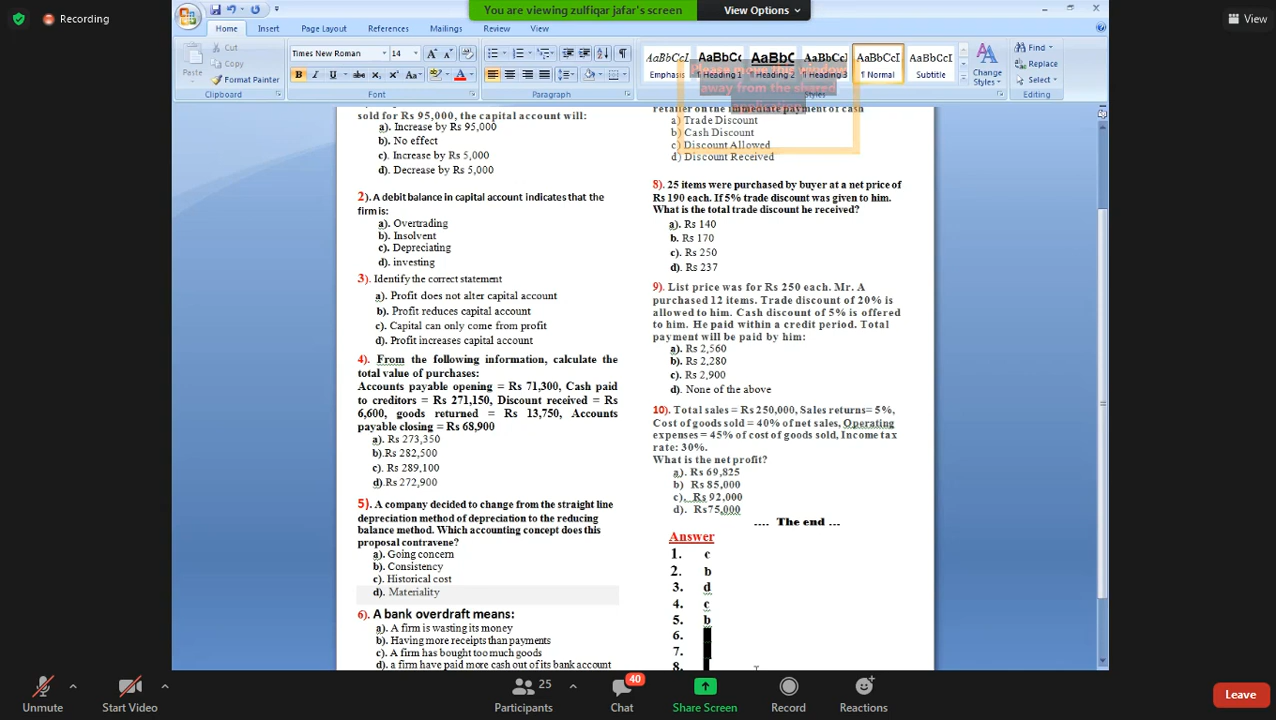 Recording
You are viewing zulfiqar jafar's screen
View Options
View
Home
Insert
Page Layout
References
Mailings
Review
View
Cut
Copy
Format Painter
Paste
Clipboard
Times New Roman
14
Font
Paragraph
AaBbCcI
Emphasis
AaBbCc
¶ Heading 1
AaBbC
Heading 2
AaBbCc
¶ Heading 3
AaBbCcI
¶ Normal
AaBbCcI
Subtitle
Change
Styles
Styles
Find
Replace
Select
Editing
Please move this window
away from the shared
sold for Rs 95,000, the capital account will:
a). Increase by Rs 95,000
b). No effect
c). Increase by Rs 5,000
d). Decrease by Rs 5,000
2). A debit balance in capital account indicates that the
firm is:
a). Overtrading
b). Insolvent
c). Depreciating
d). investing
3). Identify the correct statement
a). Profit does not alter capital account
b). Profit reduces capital account
c). Capital can only come from profit
d). Profit increases capital account
4). From the following information, calculate the
total value of purchases:
Accounts payable opening = Rs 71,300, Cash paid
to creditors = Rs 271,150, Discount received = Rs
6,600, goods returned = Rs 13,750, Accounts
payable closing = Rs 68,900
a). Rs 273,350
b).Rs 282,500
c). Rs 289,100
d).Rs 272,900
5). A company decided to change from the straight line
depreciation method of depreciation to the reducing
balance method. Which accounting concept does this
proposal contravene?
a). Going concern
b). Consistency
c). Historical cost
d). Materiality
6). A bank overdraft means:
a). A firm is wasting its money
b). Having more receipts than payments
c). A firm has bought too much goods
d). a firm have paid more cash out of its bank account
retailer on the immediate payment of cash
a) Trade Discount
b) Cash Discount
c) Discount Allowed
d) Discount Received
8). 25 items were purchased by buyer at a net price of
Rs 190 each. If 5% trade discount was given to him.
What is the total trade discount he received?
a). Rs 140
b. Rs 170
c). Rs 250
d). Rs 237
9). List price was for Rs 250 each. Mr. A
purchased 12 items. Trade discount of 20% is
allowed to him. Cash discount of 5% is offered
to him. He paid within a credit period. Total
payment will be paid by him:
a). Rs 2,560
b). Rs 2,280
c). Rs 2,900
d). None of the above
10). Total sales = Rs 250,000, Sales returns= 5%,
Cost of goods sold = 40% of net sales, Operating
expenses = 45% of cost of goods sold, Income tax
rate: 30%.
What is the net profit?
a). Rs 69,825
b) Rs 85,000
c), Rs 92,000
d). Rs75,000
.... The end ...
Answer
1. c
2. b
3. d
4. c
5. b
6.
7.
8.
Unmute
Start Video
25
Participants
40
Chat
Share Screen
Record
Reactions
Leave